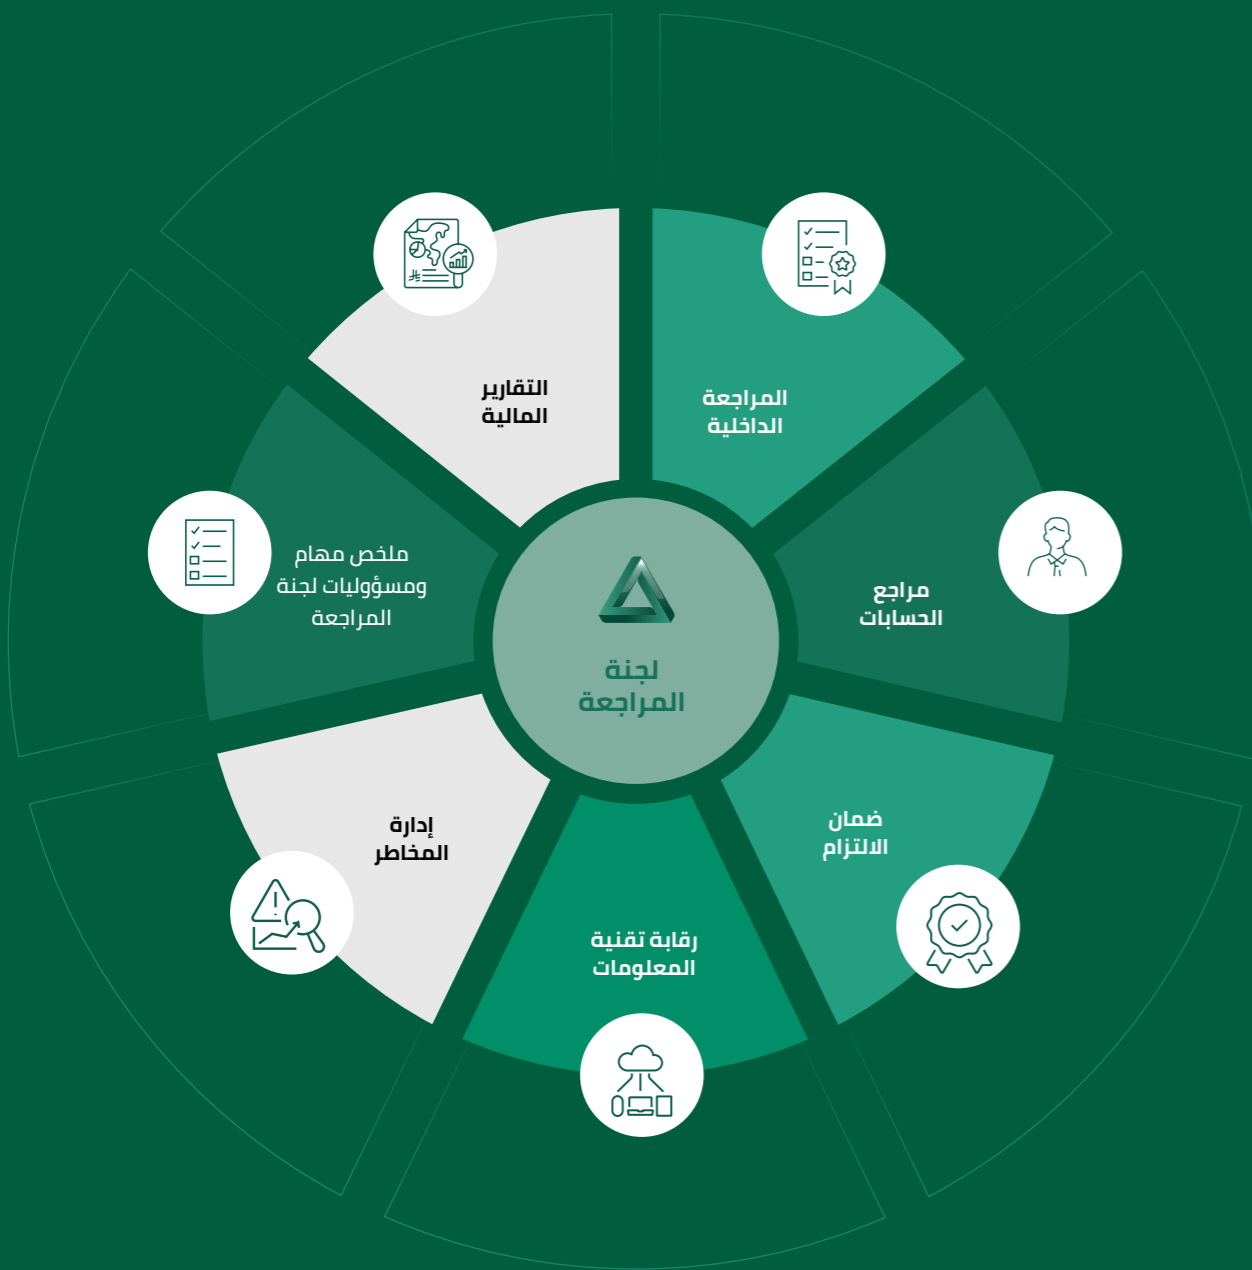 المراجعة
الداخلية
مراجع
الحسابات
ضمان
الالتزام
رقابة تقنية
المعلومات
إدارة
المخاطر
ملخص مهام
ومسؤوليات لجنة
المراجعة
التقارير
المالية
لجنة
المراجعة